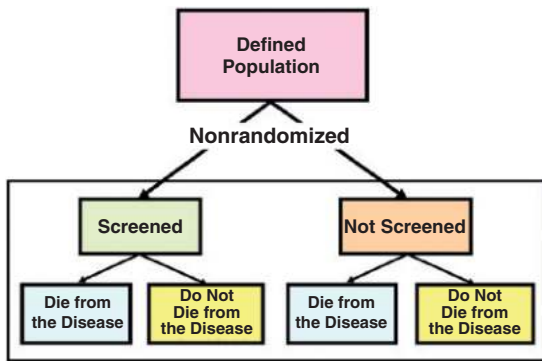 Defined
Population
Nonrandomized
Screened
Not Screened
Die from
the Disease
Do Not
Die from
the Disease
Die from
the Disease
Do Not
Die from
the Disease